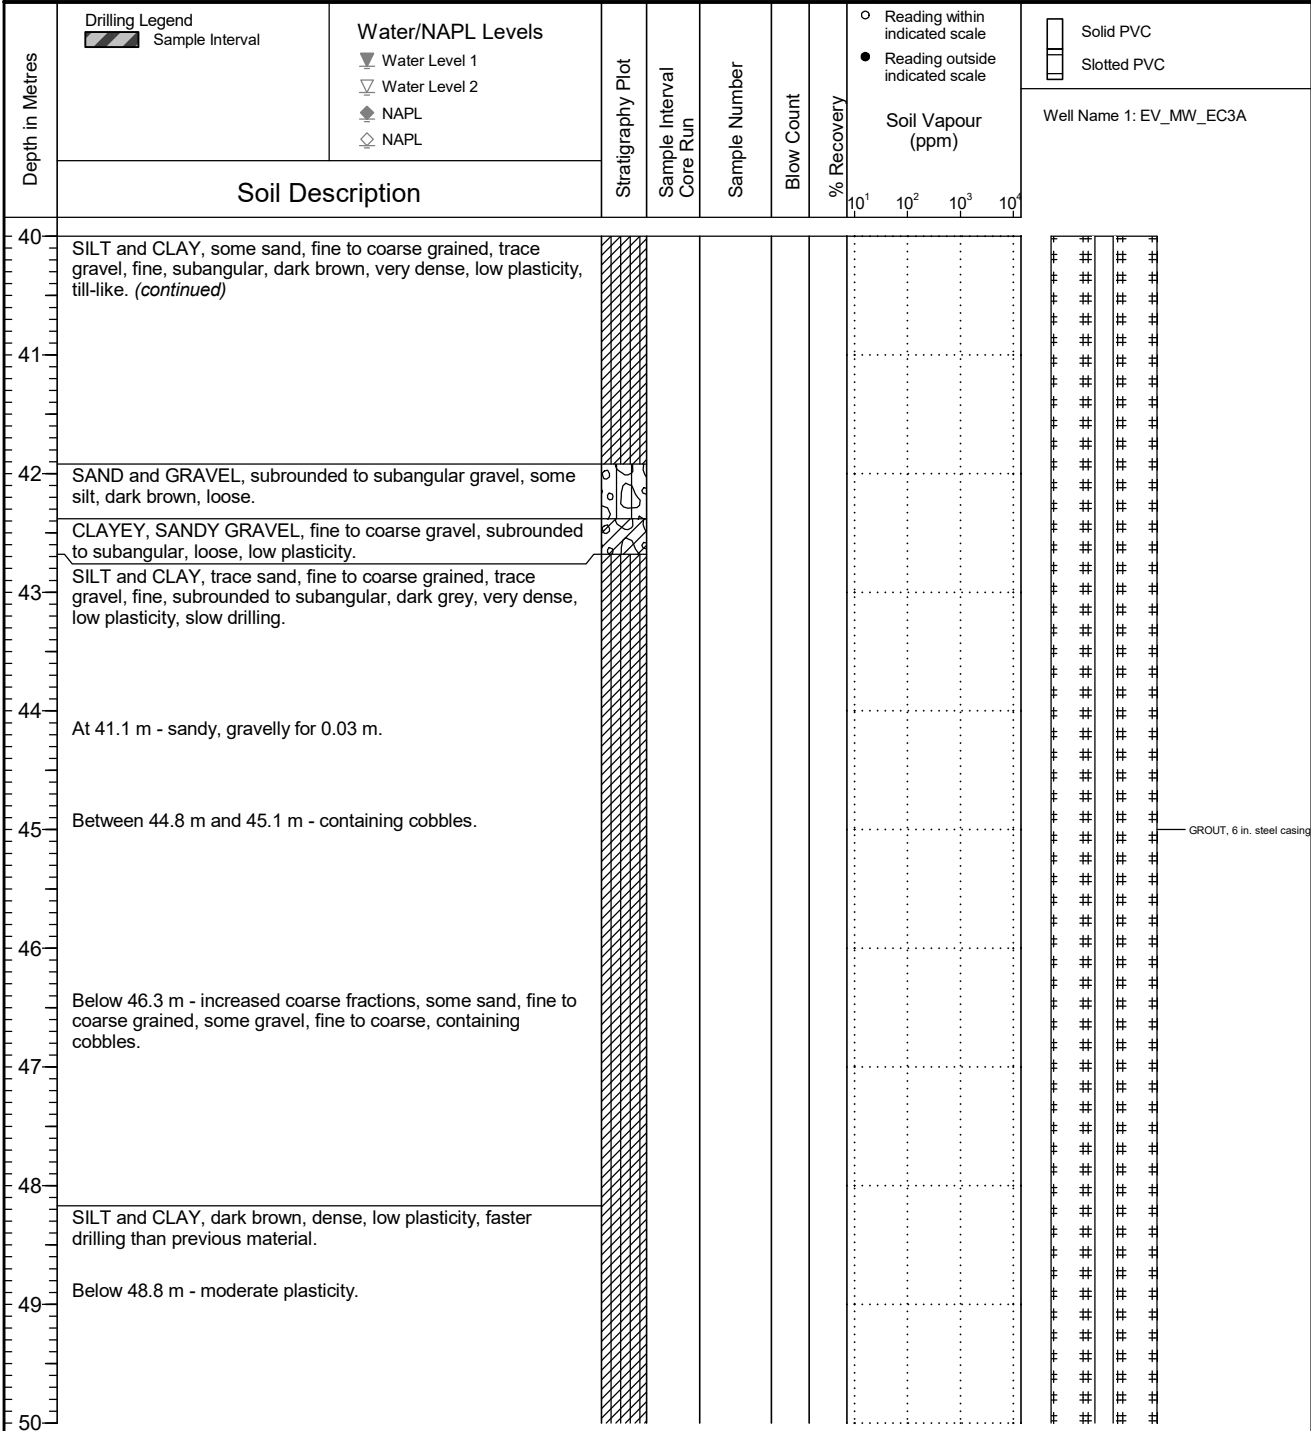 Depth in Metres
Drilling Legend
Sample Interval
Water/NAPL Levels
Water Level 1
Water Level 2
NAPL
NAPL
Soil Description
Stratigraphy Plot
Sample Interval
Core Run
Sample Number
Blow Count
% Recovery
Reading within
indicated scale
Reading outside
indicated scale
Soil Vapour
(ppm)
10¹ 10² 10³ 10⁴
Solid PVC
Slotted PVC
Well Name 1: EV_MW_EC3A
40
SILT and CLAY, some sand, fine to coarse grained, trace
gravel, fine, subangular, dark brown, very dense, low plasticity,
till-like. (continued)
41
42
SAND and GRAVEL, subrounded to subangular gravel, some
silt, dark brown, loose.
CLAYEY, SANDY GRAVEL, fine to coarse gravel, subrounded
to subangular, loose, low plasticity.
SILT and CLAY, trace sand, fine to coarse grained, trace
43
gravel, fine, subrounded to subangular, dark grey, very dense,
low plasticity, slow drilling.
44
At 41.1 m - sandy, gravelly for 0.03 m.
Between 44.8 m and 45.1 m - containing cobbles.
45
GROUT, 6 in. steel casing
46
Below 46.3 m - increased coarse fractions, some sand, fine to
coarse grained, some gravel, fine to coarse, containing
cobbles.
47
48
SILT and CLAY, dark brown, dense, low plasticity, faster
drilling than previous material.
Below 48.8 m - moderate plasticity.
49
50